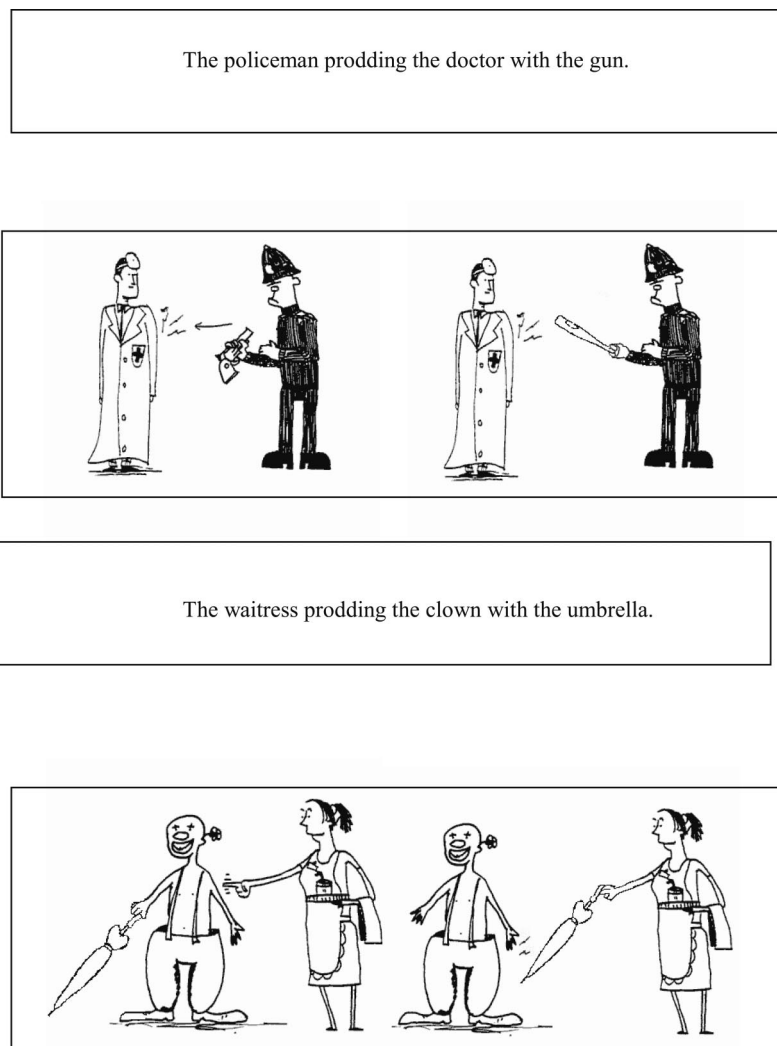 The policeman prodding the doctor with the gun.
The waitress prodding the clown with the umbrella.